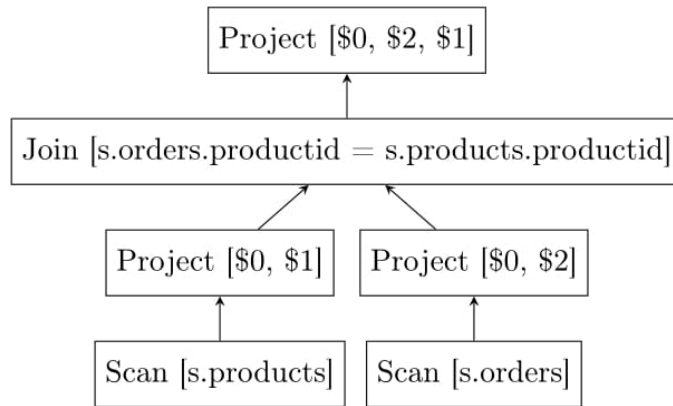 Project [$0, $2, $1]
Join [s.orders.productid = s.products.productid]
Project [$0, $1]
Project [$0, $2]
Scan [s.products]
Scan [s.orders]